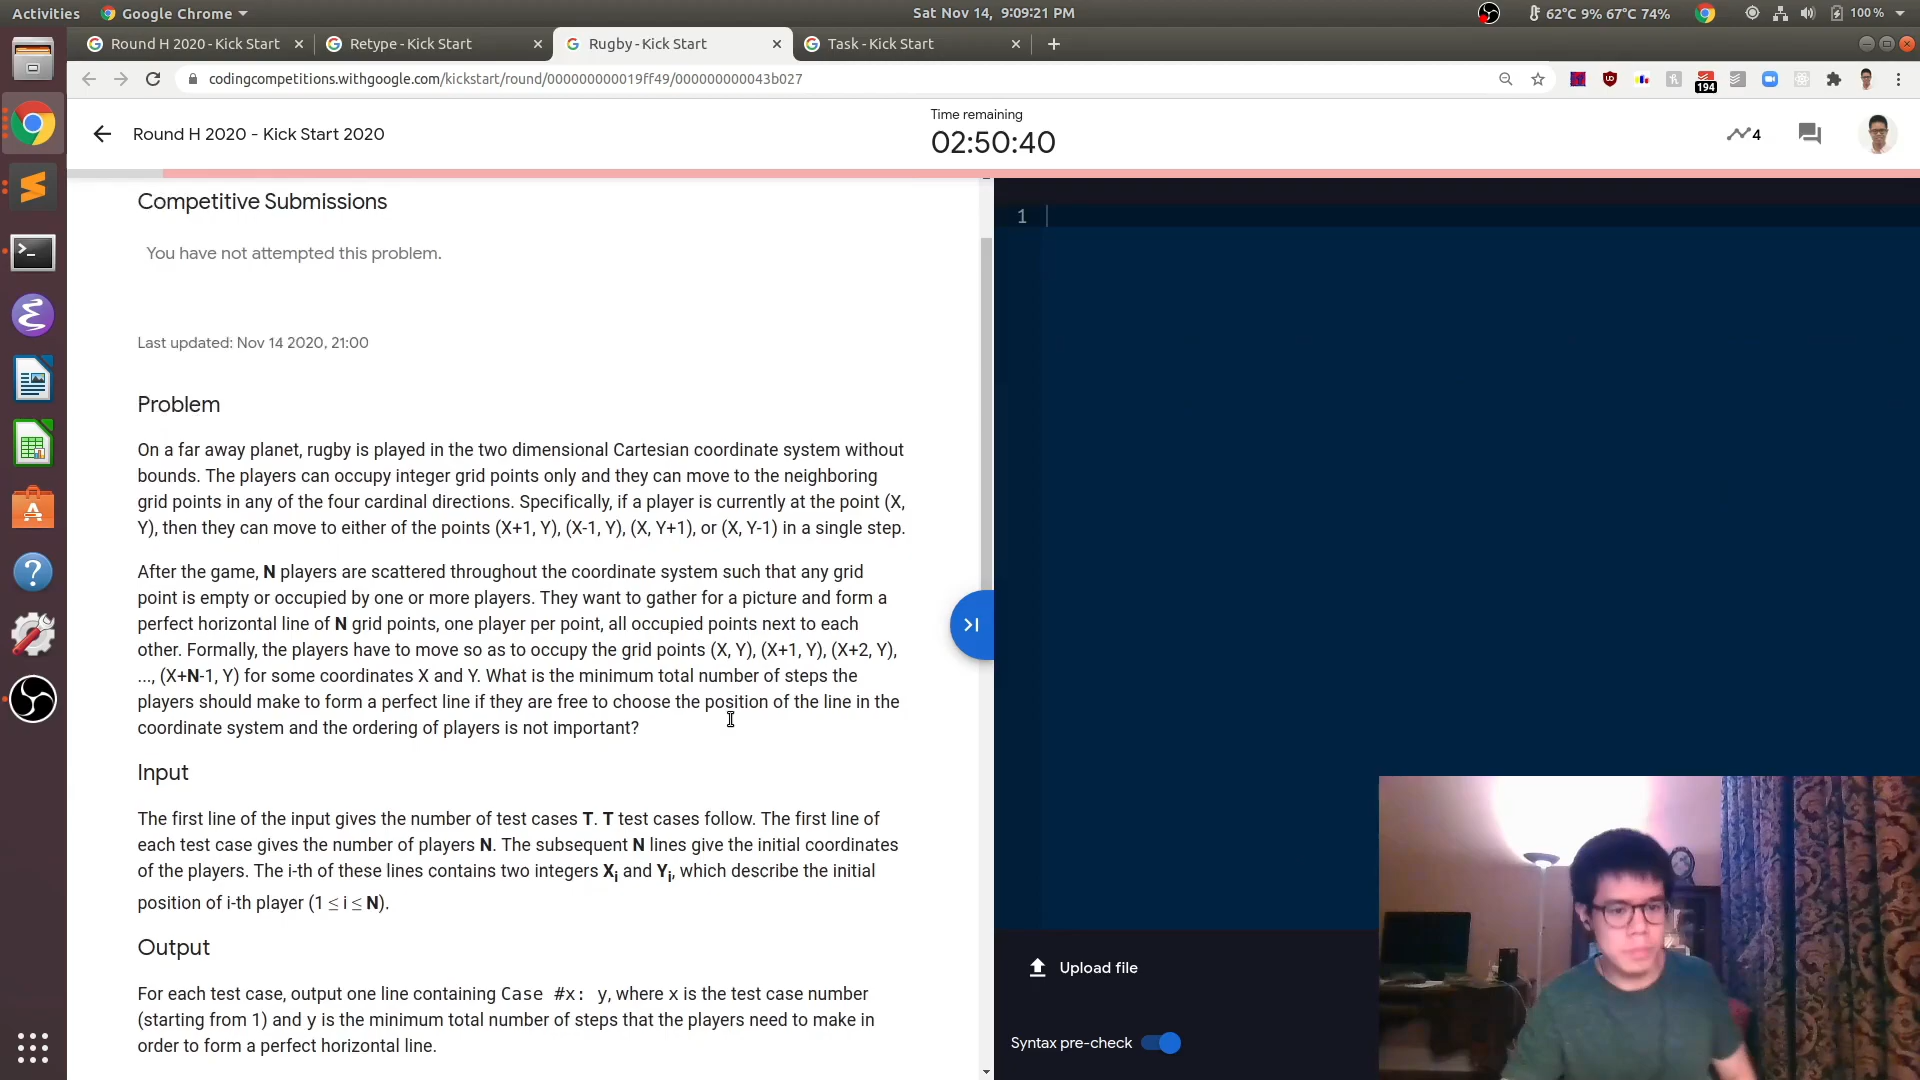 Activities
Google Chrome
Sat Nov 14, 9:09:21 PM
62°C 9% 67°C 74%
100 %
Round H 2020 - Kick Start
Retype - Kick Start
Rugby - Kick Start
Task - Kick Start
codingcompetitions.withgoogle.com/kickstart/round/000000000019ff49/000000000043b027
194
Round H 2020 - Kick Start 2020
Time remaining
02:50:40
4
Competitive Submissions
You have not attempted this problem.
Last updated: Nov 14 2020, 21:00
Problem
On a far away planet, rugby is played in the two dimensional Cartesian coordinate system without
bounds. The players can occupy integer grid points only and they can move to the neighboring
grid points in any of the four cardinal directions. Specifically, if a player is currently at the point (X,
Y), then they can move to either of the points (X+1, Y), (X-1, Y), (X, Y+1), or (X, Y-1) in a single step.
After the game, N players are scattered throughout the coordinate system such that any grid
point is empty or occupied by one or more players. They want to gather for a picture and form a
perfect horizontal line of N grid points, one player per point, all occupied points next to each
other. Formally, the players have to move so as to occupy the grid points (X, Y), (X+1, Y), (X+2, Y),
..., (X+N-1, Y) for some coordinates X and Y. What is the minimum total number of steps the
players should make to form a perfect line if they are free to choose the position of the line in the
coordinate system and the ordering of players is not important?
Input
The first line of the input gives the number of test cases T. T test cases follow. The first line of
each test case gives the number of players N. The subsequent N lines give the initial coordinates
of the players. The i-th of these lines contains two integers Xi and Yi, which describe the initial
position of i-th player (1 ≤ i ≤ N).
Output
For each test case, output one line containing Case #x: y, where x is the test case number
(starting from 1) and y is the minimum total number of steps that the players need to make in
order to form a perfect horizontal line.
1
Upload file
Syntax pre-check